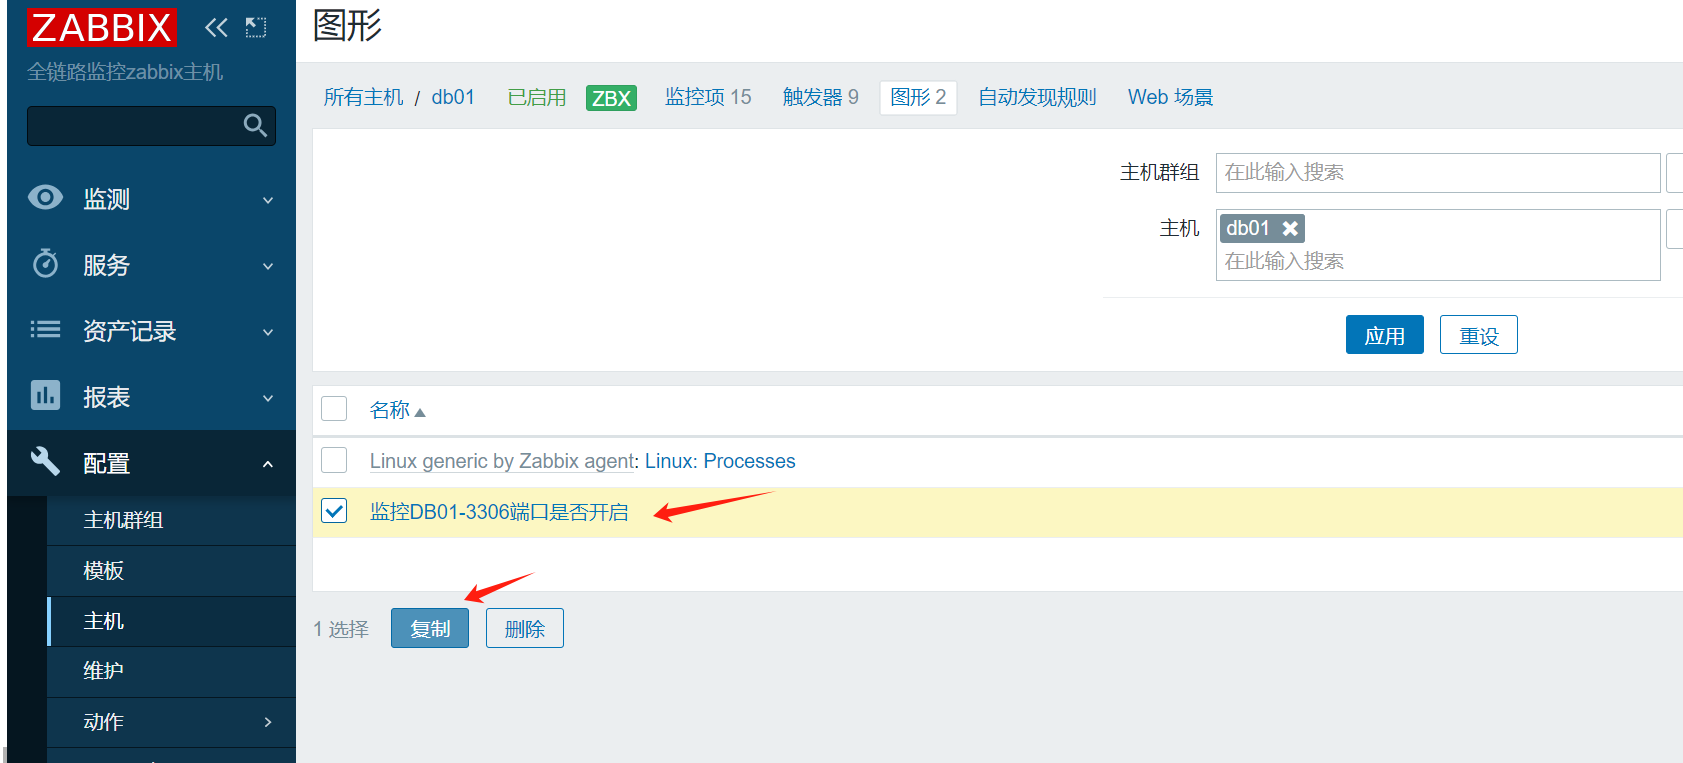 ZABBIX
全链路监控zabbix主机
监测
服务
资产记录
报表
配置
主机群组
模板
主机
维护
动作
图形
所有主机 / db01 已启用 ZBX 监控项 15 触发器 9 图形 2 自动发现规则 Web 场景
主机群组 在此输入搜索
主机 db01
在此输入搜索
应用 重设
名称
Linux generic by Zabbix agent: Linux: Processes
监控DB01-3306端口是否开启
1 选择 复制 删除